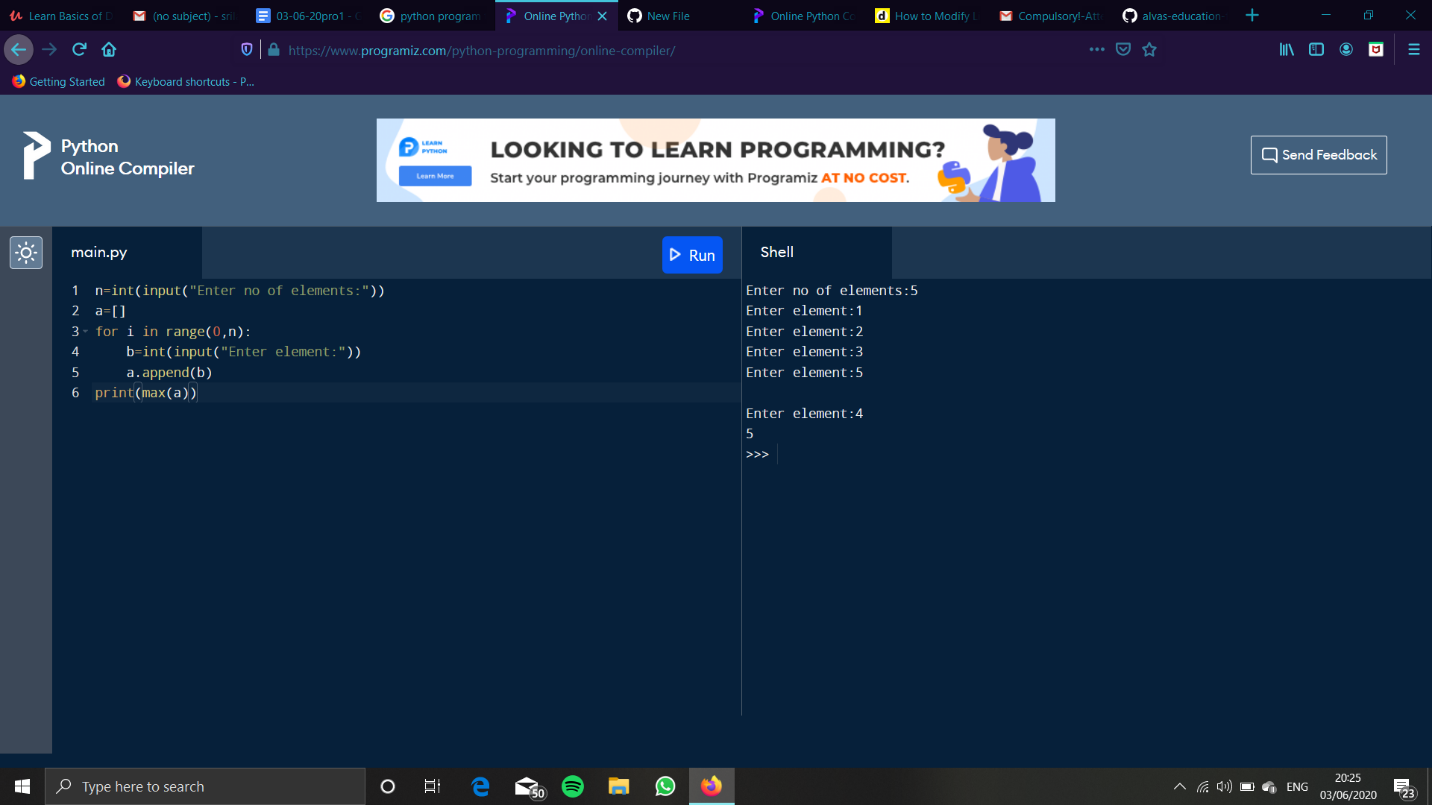 Learn Basics of D
(no subject) - sri
03-06-20pro1 - G
python program
Online Python
New File
Online Python Co
How to Modify L
Compulsory!-Att
alvas-education-
https://www.programiz.com/python-programming/online-compiler/
Getting Started
Keyboard shortcuts - P...
Python
Online Compiler
LEARN
PYTHON
Learn More
LOOKING TO LEARN PROGRAMMING?
Start your programming journey with Programiz AT NO COST.
Send Feedback
main.py
Run
Shell
1 n=int(input("Enter no of elements:"))
2 a=[]
3 for i in range(0,n):
4 b=int(input("Enter element:"))
5 a.append(b)
6 print(max(a))
Enter no of elements:5
Enter element:1
Enter element:2
Enter element:3
Enter element:5
Enter element:4
5
>>>
Type here to search
50
ENG
20:25
03/06/2020
23